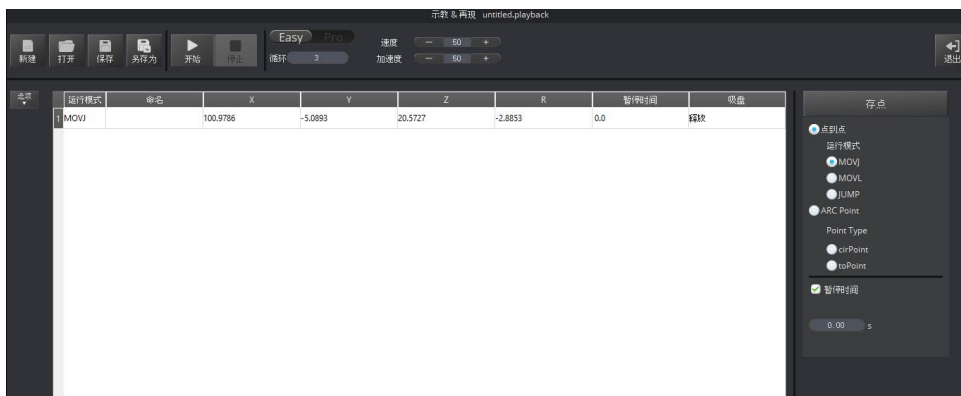 示教 & 再现 untitled.playback
新建 打开 保存 另存为 开始 停止
Easy Pro
循环 3
速度 − 50 +
加速度 − 50 +
退出
选项
运行模式 命名 X Y Z R 暂停时间 吸盘
1 MOVJ 100.9786 -5.0893 20.5727 -2.8853 0.0 释放
存点
点到点
运行模式
MOVJ
MOVL
JUMP
ARC Point
Point Type
cirPoint
toPoint
暂停时间
0.00 s